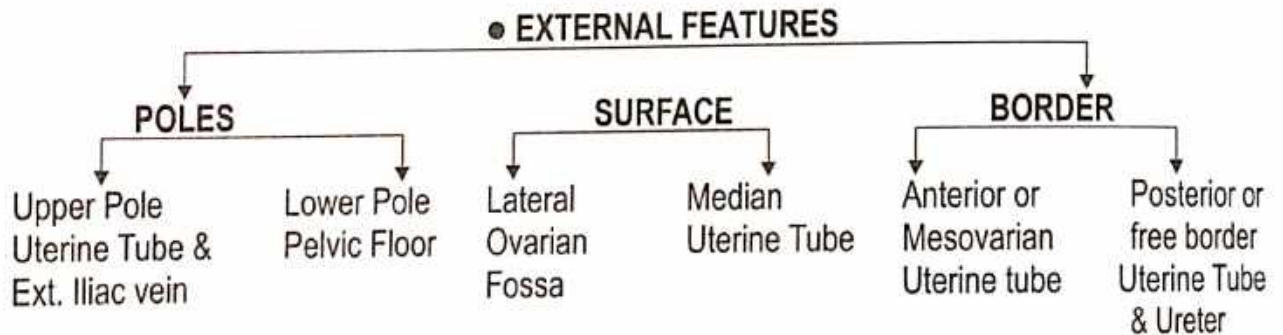 ● EXTERNAL FEATURES
POLES
SURFACE
BORDER
Upper Pole
Uterine Tube &
Ext. Iliac vein
Lower Pole
Pelvic Floor
Lateral
Ovarian
Fossa
Median
Uterine Tube
Anterior or
Mesovarian
Uterine tube
Posterior or
free border
Uterine Tube
& Ureter